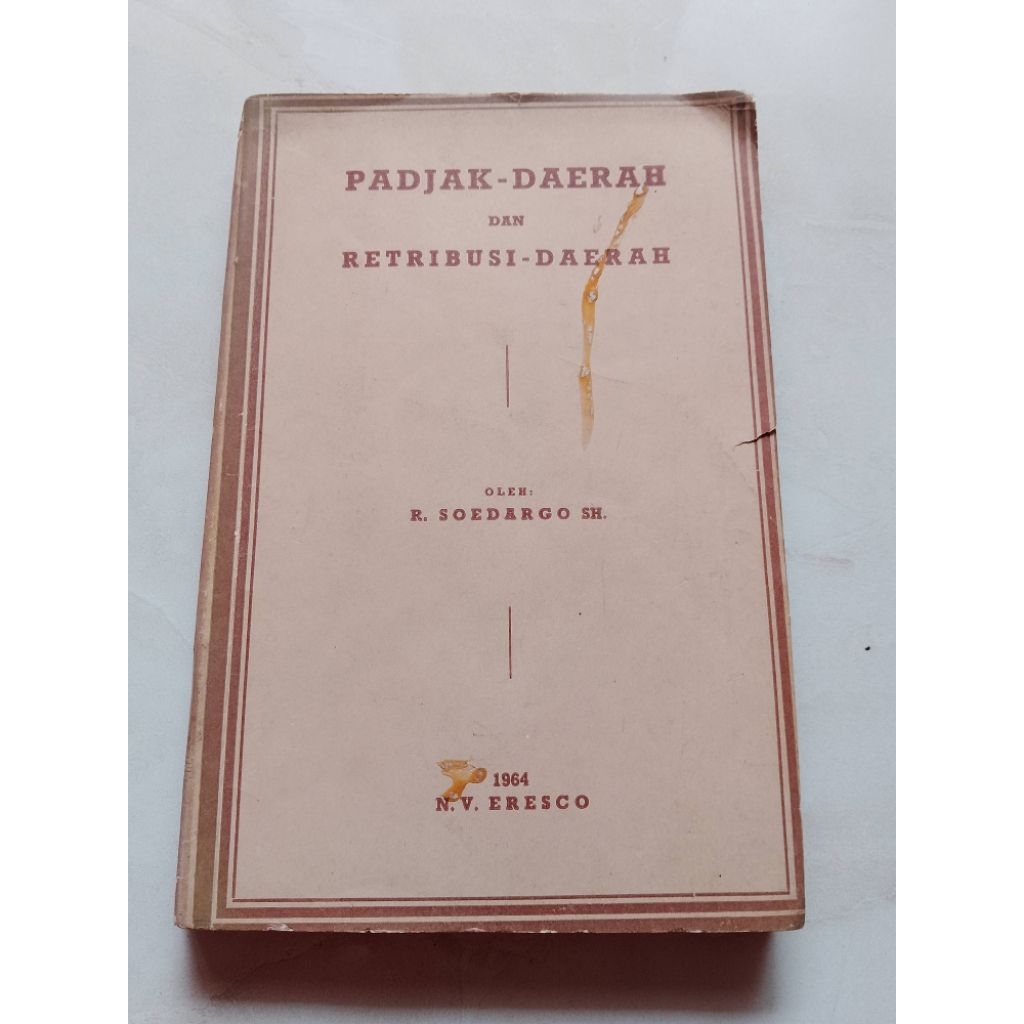 PADJAK-DAERAH
DAN
RETRIBUSI-DAERAH
OLEH:
R. SOEDARGO SH.
1964
N.V. ERESCO